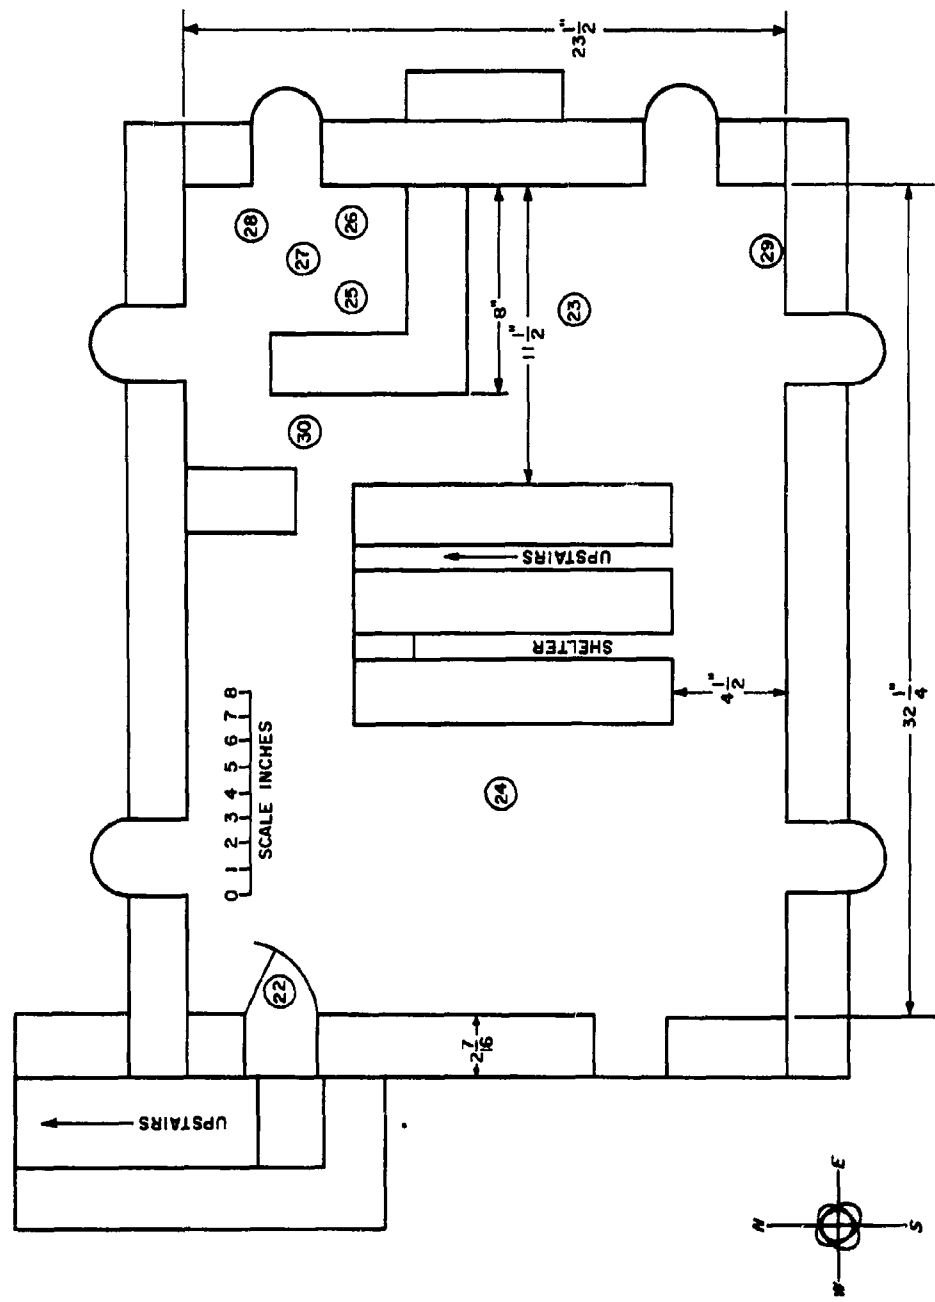 23 1/2"
28
26
27
25
29
23
8"
11 1/2"
30
UPSTAIRS
SHELTER
4 1/2"
32 1/4"
0 1 2 3 4 5 6 7 8
SCALE INCHES
24
22
2 7/16
UPSTAIRS
N
E
S
W